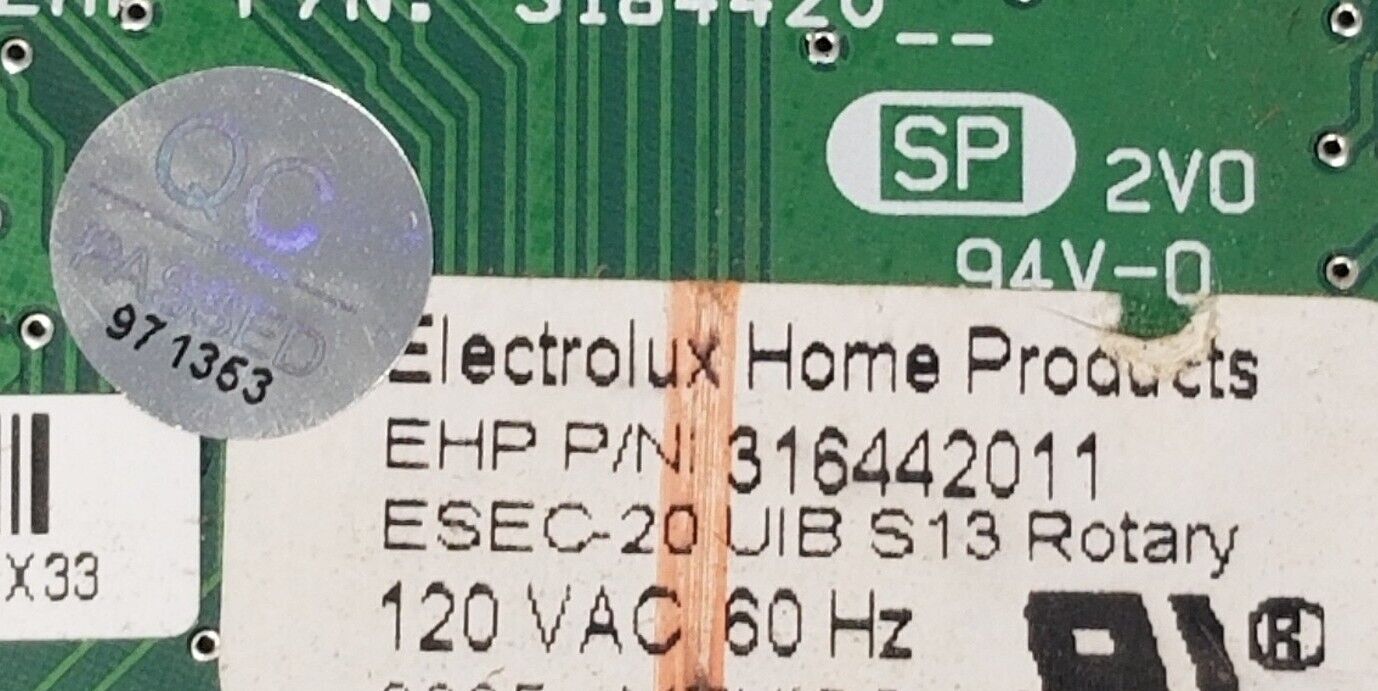 P/N: 3164420--
SP 2V0
94V-0
QC
PASSED
971363
Electrolux Home Products
EHP P/N: 316442011
ESEC-20 UIB S13 Rotary
120 VAC 60 Hz
X33